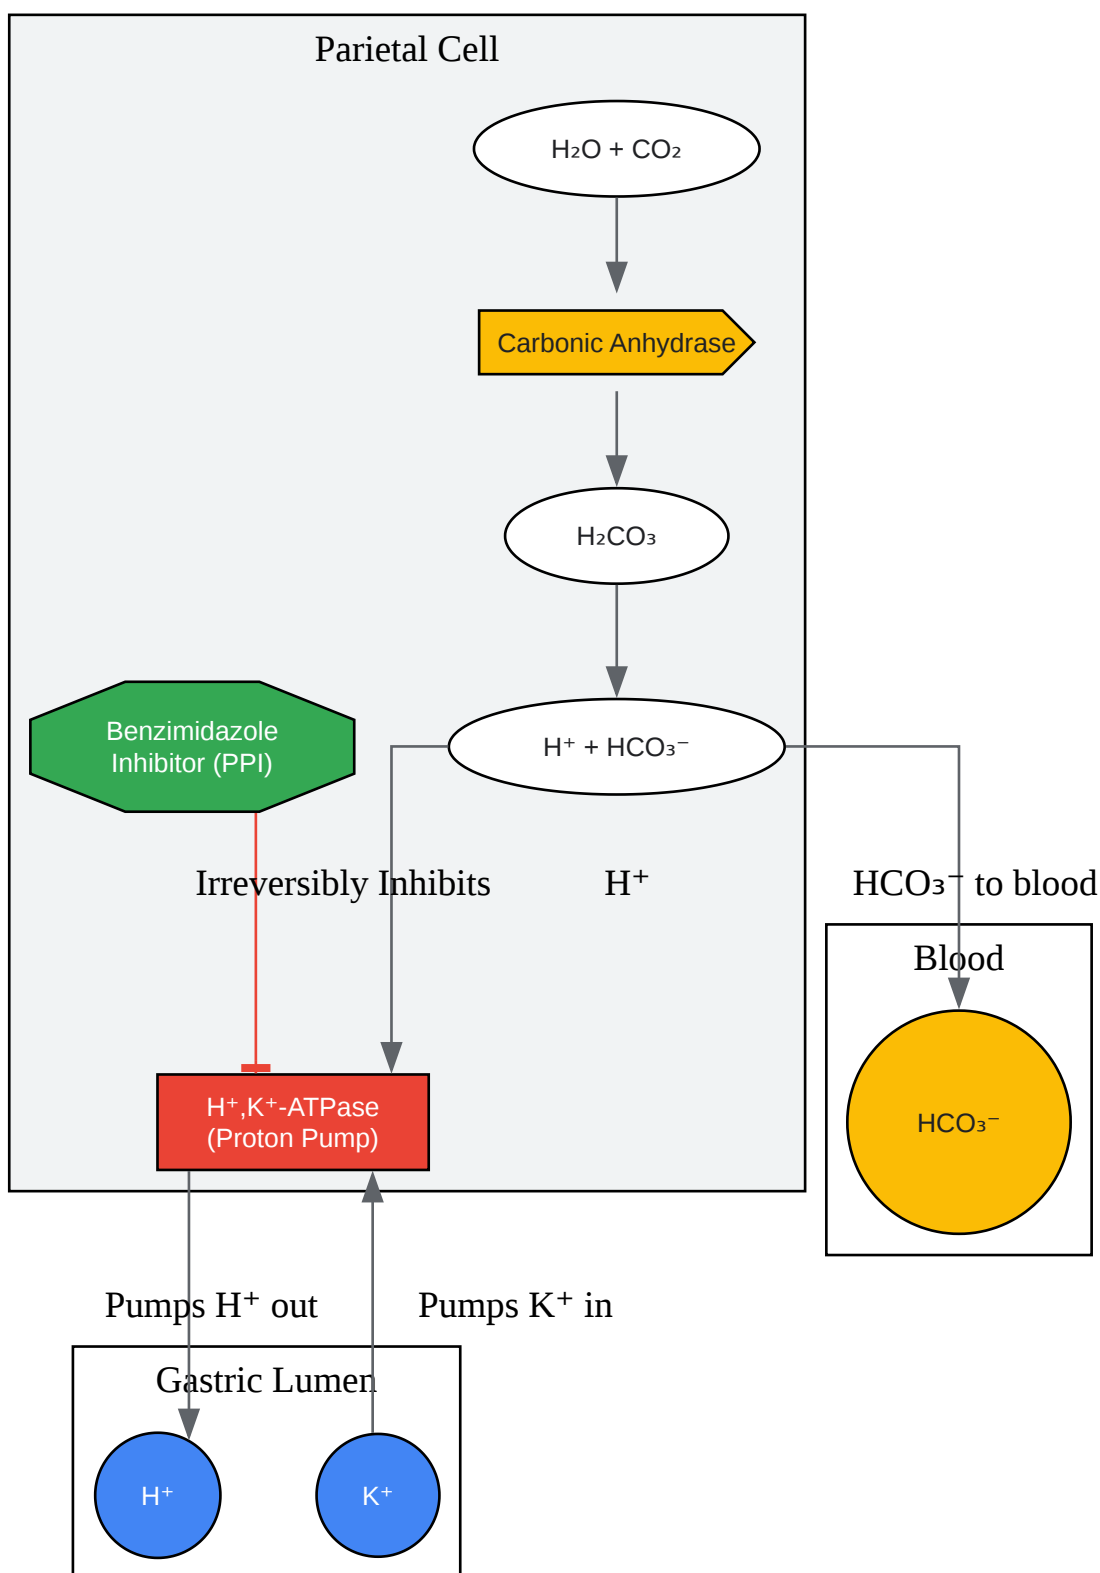 Parietal Cell
H₂O + CO₂
Carbonic Anhydrase
H₂CO₃
Benzimidazole
Inhibitor (PPI)
H⁺ + HCO₃⁻
Irreversibly Inhibits
H⁺
HCO₃⁻ to blood
Blood
H⁺,K⁺-ATPase
(Proton Pump)
HCO₃⁻
Pumps H⁺ out
Pumps K⁺ in
Gastric Lumen
H⁺
K⁺